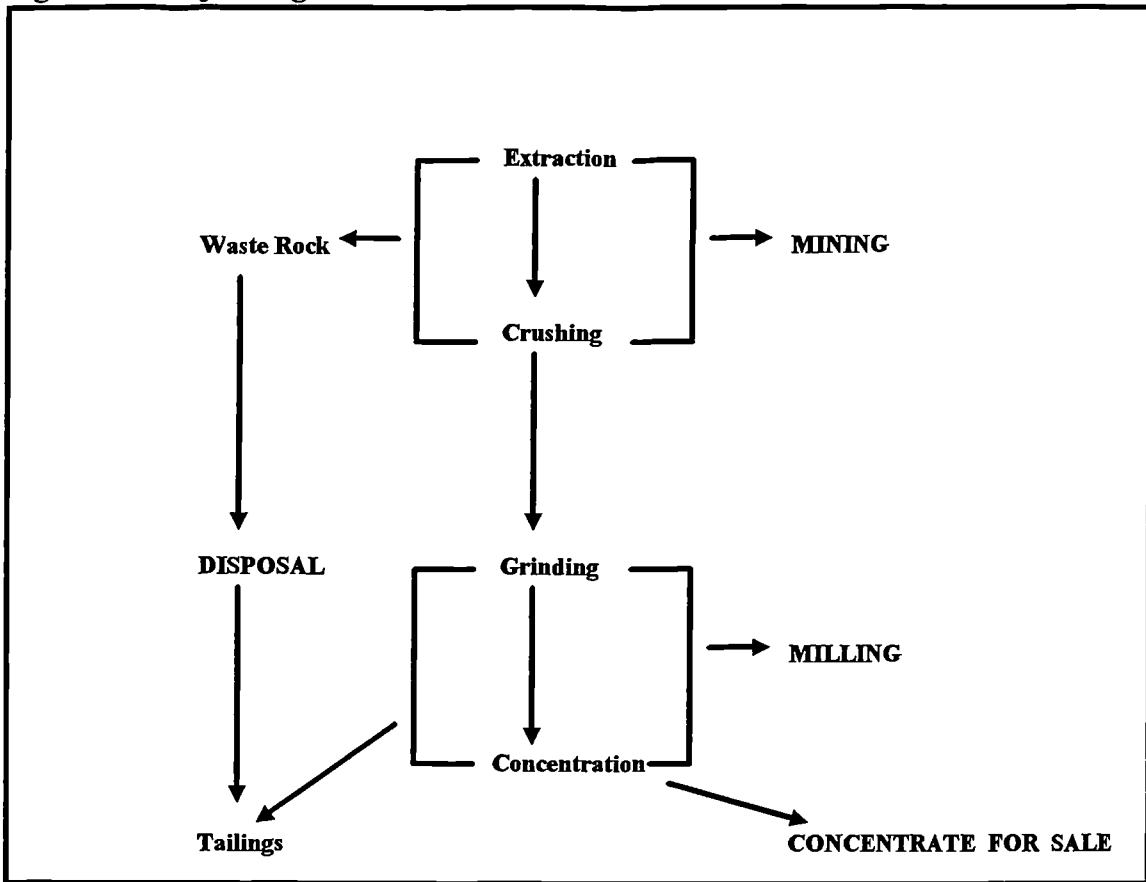 Extraction
Waste Rock
MINING
Crushing
DISPOSAL
Grinding
MILLING
Concentration
Tailings
CONCENTRATE FOR SALE